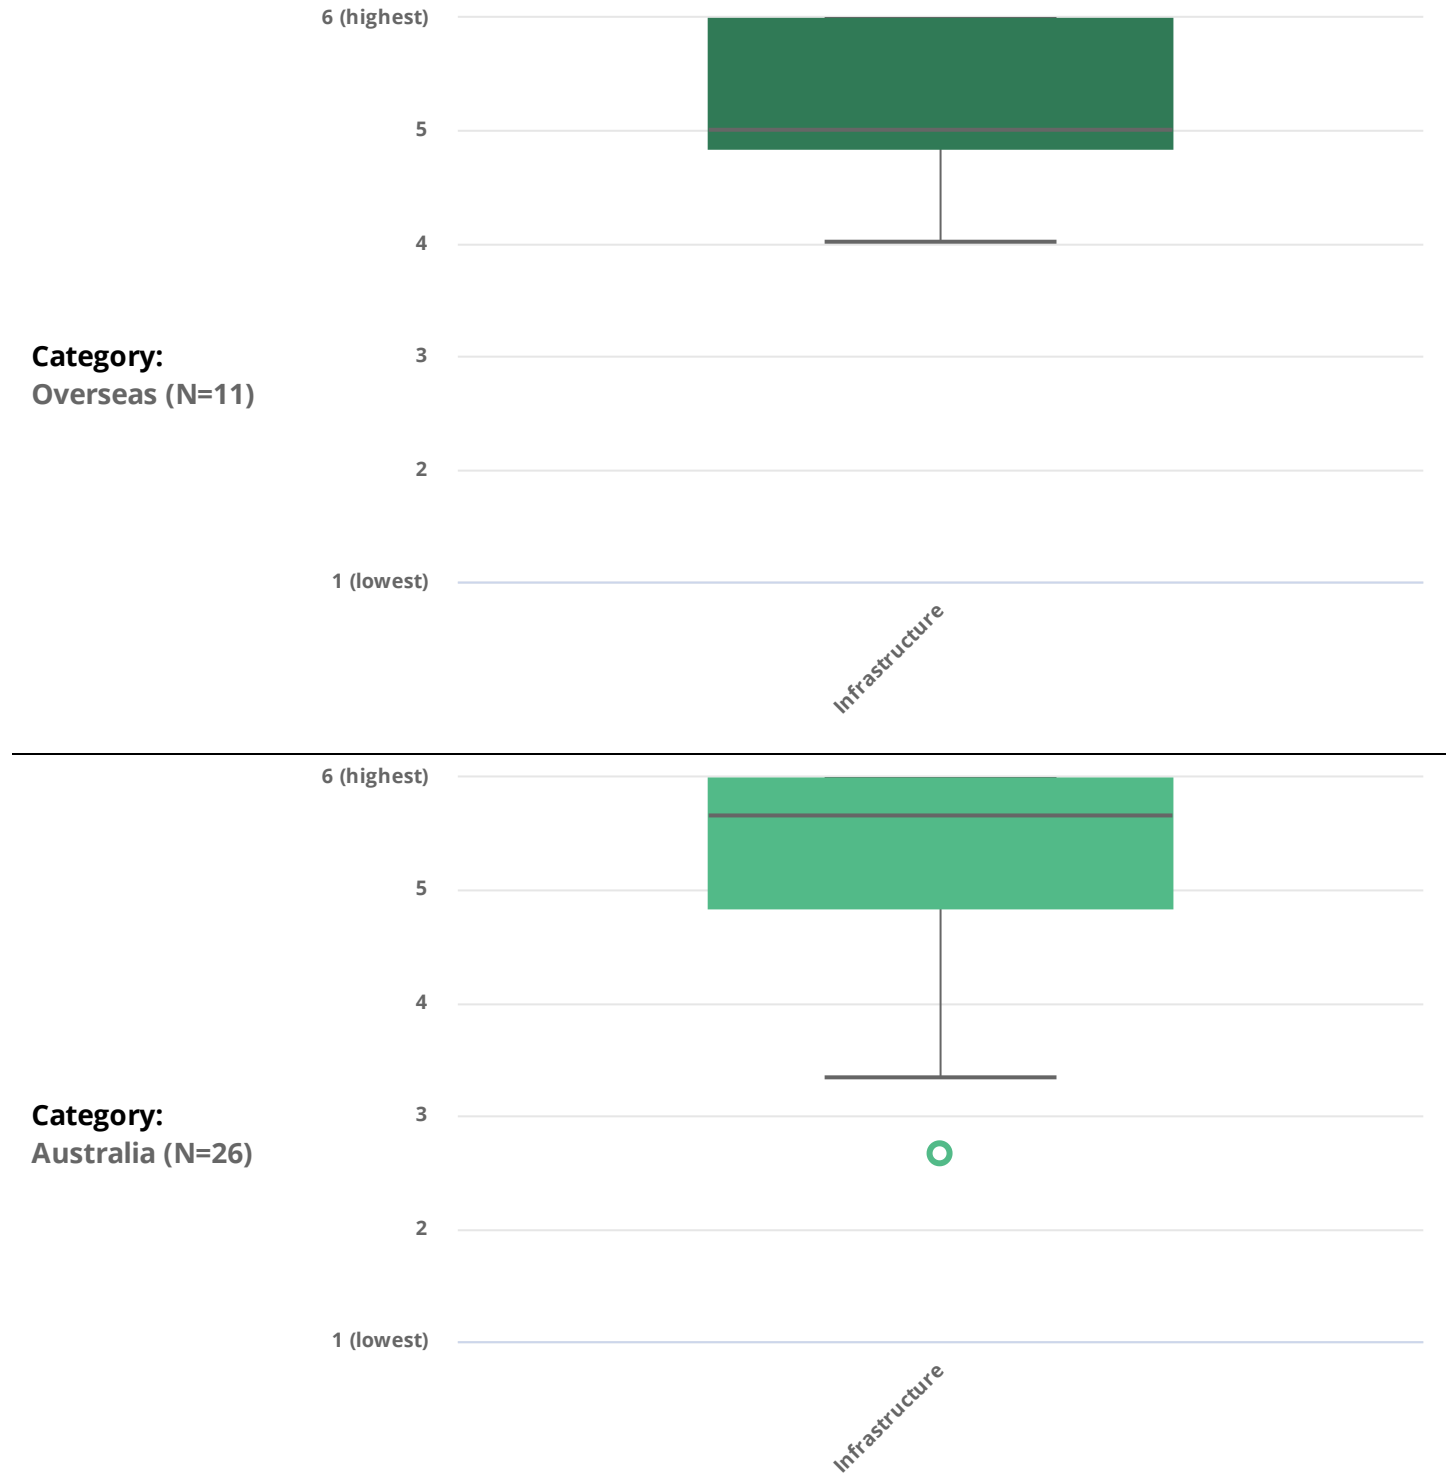 6 (highest)
5
4
3
2
1 (lowest)
Category:
Overseas (N=11)
Infrastructure
6 (highest)
5
4
3
2
1 (lowest)
Category:
Australia (N=26)
Infrastructure